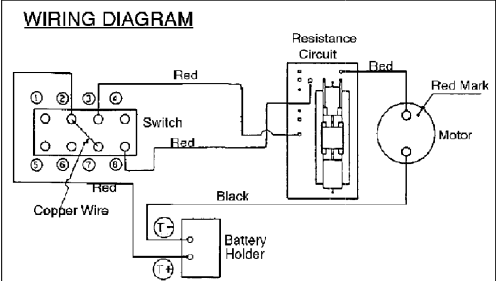 WIRING DIAGRAM
Resistance
Circuit
Red
Red
Red Mark
① ② ③ ④
Switch
Motor
Red
⑤ ⑥ ⑦ ⑧
Red
Copper Wire
Black
T-
Battery
Holder
T+